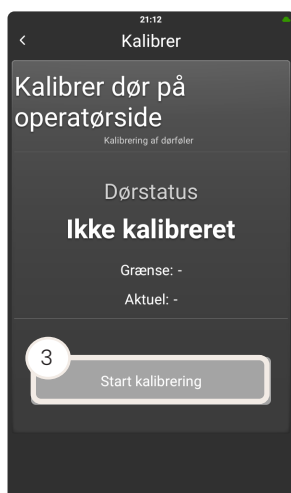 21:12
Kalibrer
Kalibrer dør på
operatørside
Kalibrering af dørføler
Dørstatus
Ikke kalibreret
Grænse: -
Aktuel: -
3
Start kalibrering